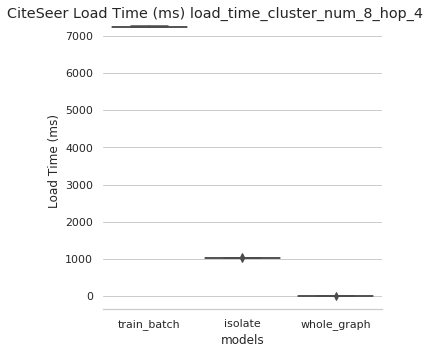 CiteSeer Load Time (ms) load_time_cluster_num_8_hop_4
7000
6000
5000
4000
3000
2000
1000
0
Load Time (ms)
train_batch isolate whole_graph
models